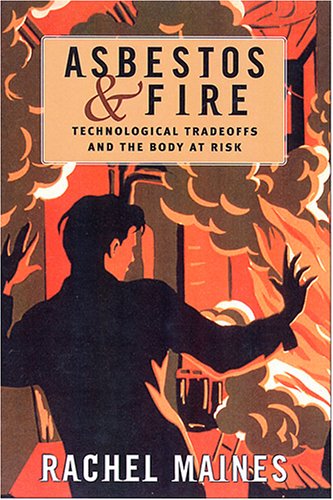 ASBESTOS
& FIRE
TECHNOLOGICAL TRADEOFFS
AND THE BODY AT RISK
RACHEL MAINES